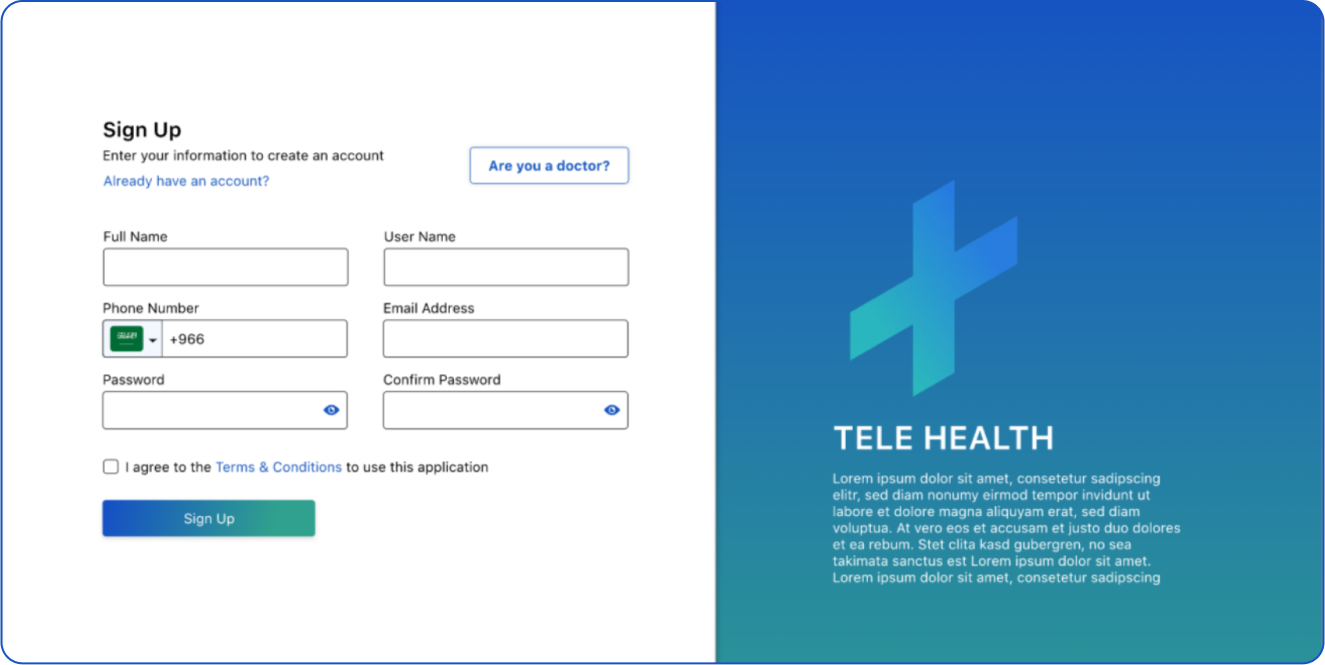 Sign Up
Enter your information to create an account
Already have an account?
Are you a doctor?
Full Name
User Name
Phone Number
+966
Email Address
Password
Confirm Password
I agree to the Terms & Conditions to use this application
Sign Up
TELE HEALTH
Lorem ipsum dolor sit amet, consetetur sadipscing
elitr, sed diam nonumy eirmod tempor invidunt ut
labore et dolore magna aliquyam erat, sed diam
voluptua. At vero eos et accusam et justo duo dolores
et ea rebum. Stet clita kasd gubergren, no sea
takimata sanctus est Lorem ipsum dolor sit amet.
Lorem ipsum dolor sit amet, consetetur sadipscing